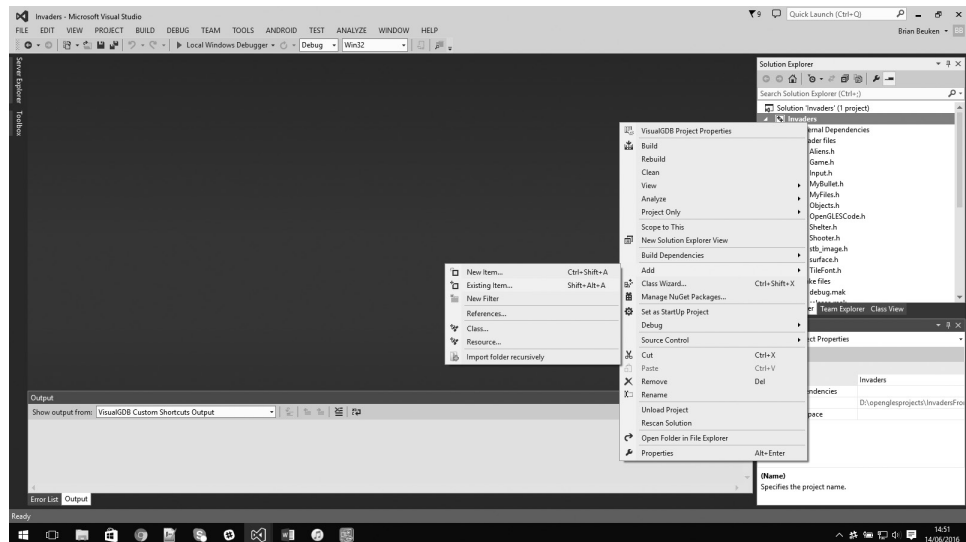 Invaders - Microsoft Visual Studio
9
Quick Launch (Ctrl+Q)
FILE EDIT VIEW PROJECT BUILD DEBUG TEAM TOOLS ANDROID TEST ANALYZE WINDOW HELP
Brian Beuken
BB
Local Windows Debugger
Debug
Win32
Server Explorer
Toolbox
Solution Explorer
Search Solution Explorer (Ctrl+;)
Solution 'Invaders' (1 project)
Invaders
ernal Dependencies
ader files
Aliens.h
Game.h
Input.h
MyBullet.h
MyFiles.h
Objects.h
OpenGLESCode.h
Shelter.h
Shooter.h
stb_image.h
surface.h
TileFont.h
ke files
debug.mak
er Team Explorer Class View
VisualGDB Project Properties
Build
Rebuild
Clean
View
Analyze
Project Only
Scope to This
New Solution Explorer View
Build Dependencies
Add
Class Wizard... Ctrl+Shift+X
Manage NuGet Packages...
Set as StartUp Project
Debug
Source Control
Cut Ctrl+X
Paste Ctrl+V
Remove Del
Rename
Unload Project
Rescan Solution
Open Folder in File Explorer
Properties Alt+Enter
New Item... Ctrl+Shift+A
Existing Item... Shift+Alt+A
New Filter
References...
Class...
Resource...
Import folder recursively
ect Properties
Invaders
endencies
D:\openglesprojects\InvadersFro
pace
(Name)
Specifies the project name.
Output
Show output from: VisualGDB Custom Shortcuts Output
Error List Output
Ready
14:51
14/06/2016